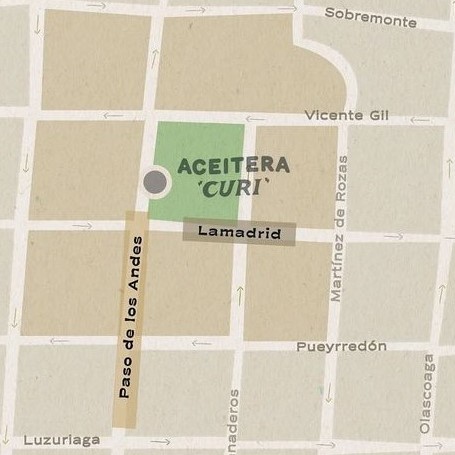 Sobremonte
Vicente Gil
ACEITERA
'CURI'
Martínez de Rozas
Lamadrid
Paso de los Andes
Pueyrredón
Olascoaga
naderos
Luzuriaga